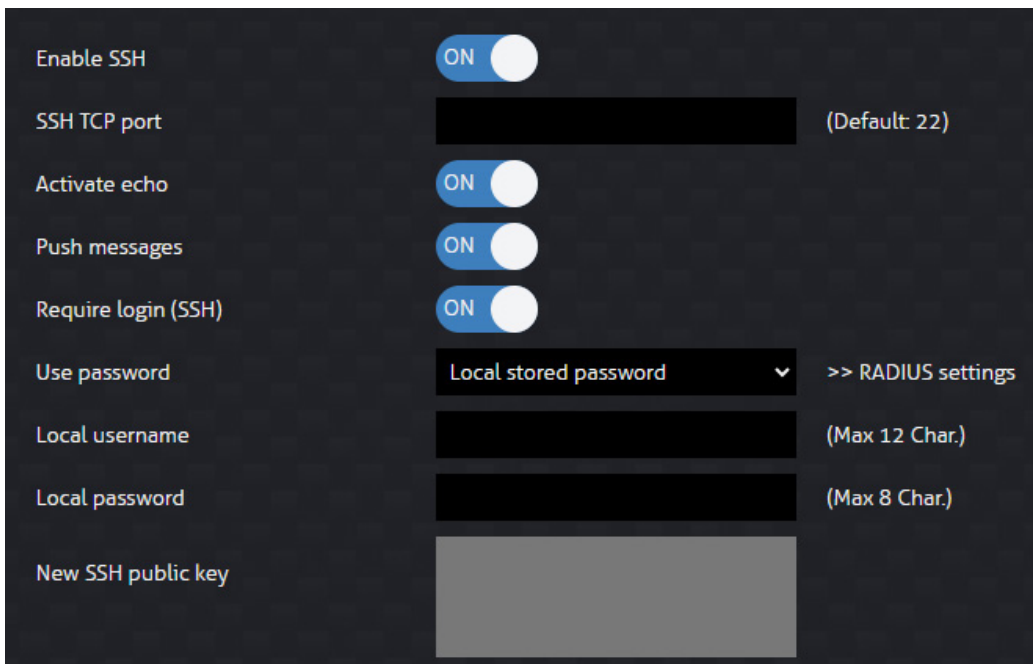 Enable SSH ON
SSH TCP port (Default: 22)
Activate echo ON
Push messages ON
Require login (SSH) ON
Use password Local stored password >> RADIUS settings
Local username (Max 12 Char.)
Local password (Max 8 Char.)
New SSH public key